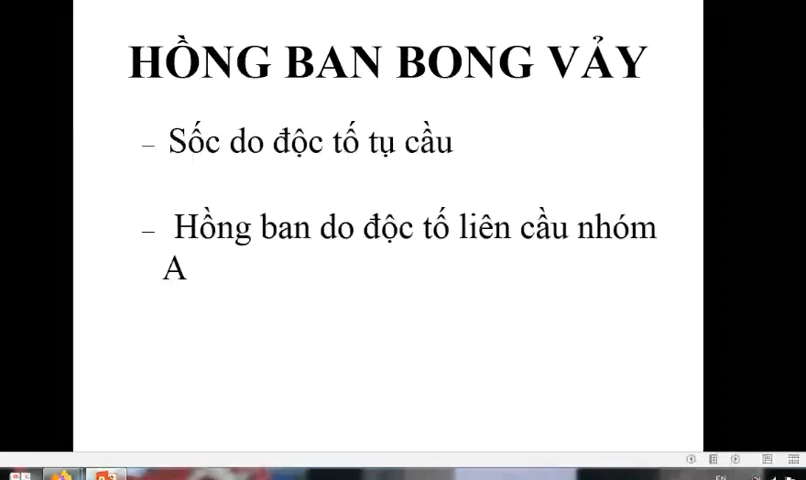 HỒNG BAN BONG VẢY
– Sốc do độc tố tụ cầu
– Hồng ban do độc tố liên cầu nhóm
A